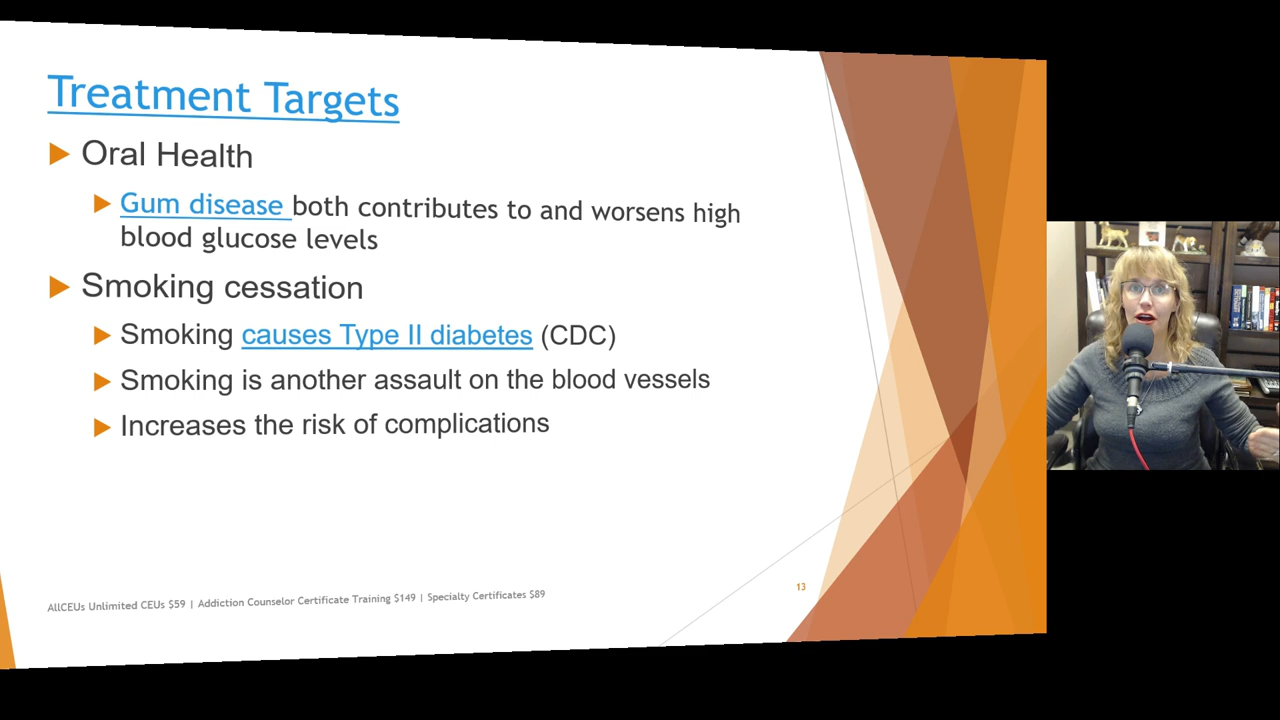 Treatment Targets
Oral Health
Gum disease both contributes to and worsens high
blood glucose levels
Smoking cessation
Smoking causes Type II diabetes (CDC)
Smoking is another assault on the blood vessels
Increases the risk of complications
AllCEUs Unlimited CEUs $59 | Addiction Counselor Certificate Training $149 | Specialty Certificates $89
13